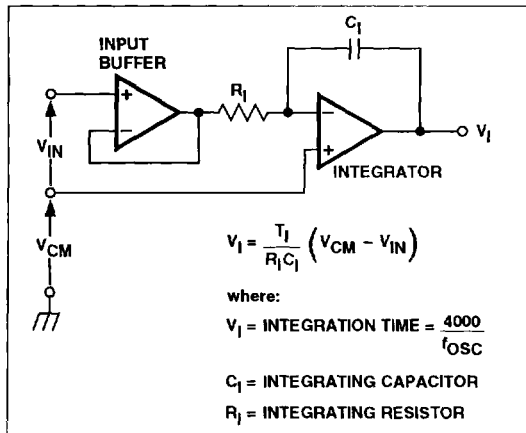 INPUT
BUFFER
C_I
R_I
+
−
−
+
V_IN
V_I
INTEGRATOR
V_CM
V_I = T_I / R_I C_I (V_CM − V_IN)
where:
V_I = INTEGRATION TIME = 4000 / f_OSC
C_I = INTEGRATING CAPACITOR
R_I = INTEGRATING RESISTOR